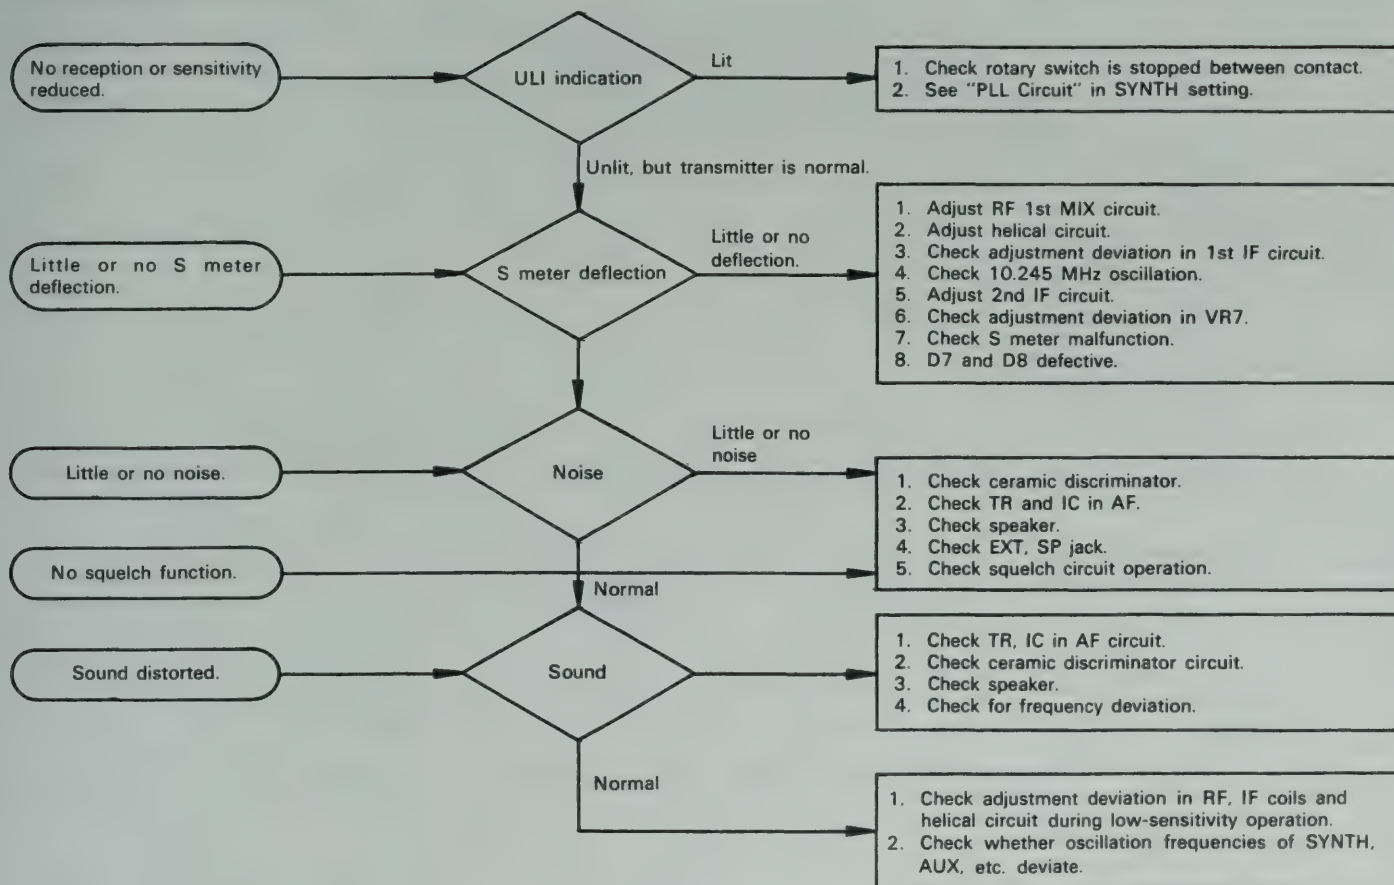 No reception or sensitivity
reduced.
ULI indication
Lit
1. Check rotary switch is stopped between contact.
2. See "PLL Circuit" in SYNTH setting.
Unlit, but transmitter is normal.
Little or no S meter
deflection.
S meter deflection
Little or no
deflection.
1. Adjust RF 1st MIX circuit.
2. Adjust helical circuit.
3. Check adjustment deviation in 1st IF circuit.
4. Check 10.245 MHz oscillation.
5. Adjust 2nd IF circuit.
6. Check adjustment deviation in VR7.
7. Check S meter malfunction.
8. D7 and D8 defective.
Little or no noise.
Noise
Little or no
noise
1. Check ceramic discriminator.
2. Check TR and IC in AF.
3. Check speaker.
4. Check EXT, SP jack.
5. Check squelch circuit operation.
No squelch function.
Normal
Sound distorted.
Sound
1. Check TR, IC in AF circuit.
2. Check ceramic discriminator circuit.
3. Check speaker.
4. Check for frequency deviation.
Normal
1. Check adjustment deviation in RF, IF coils and
helical circuit during low-sensitivity operation.
2. Check whether oscillation frequencies of SYNTH,
AUX, etc. deviate.